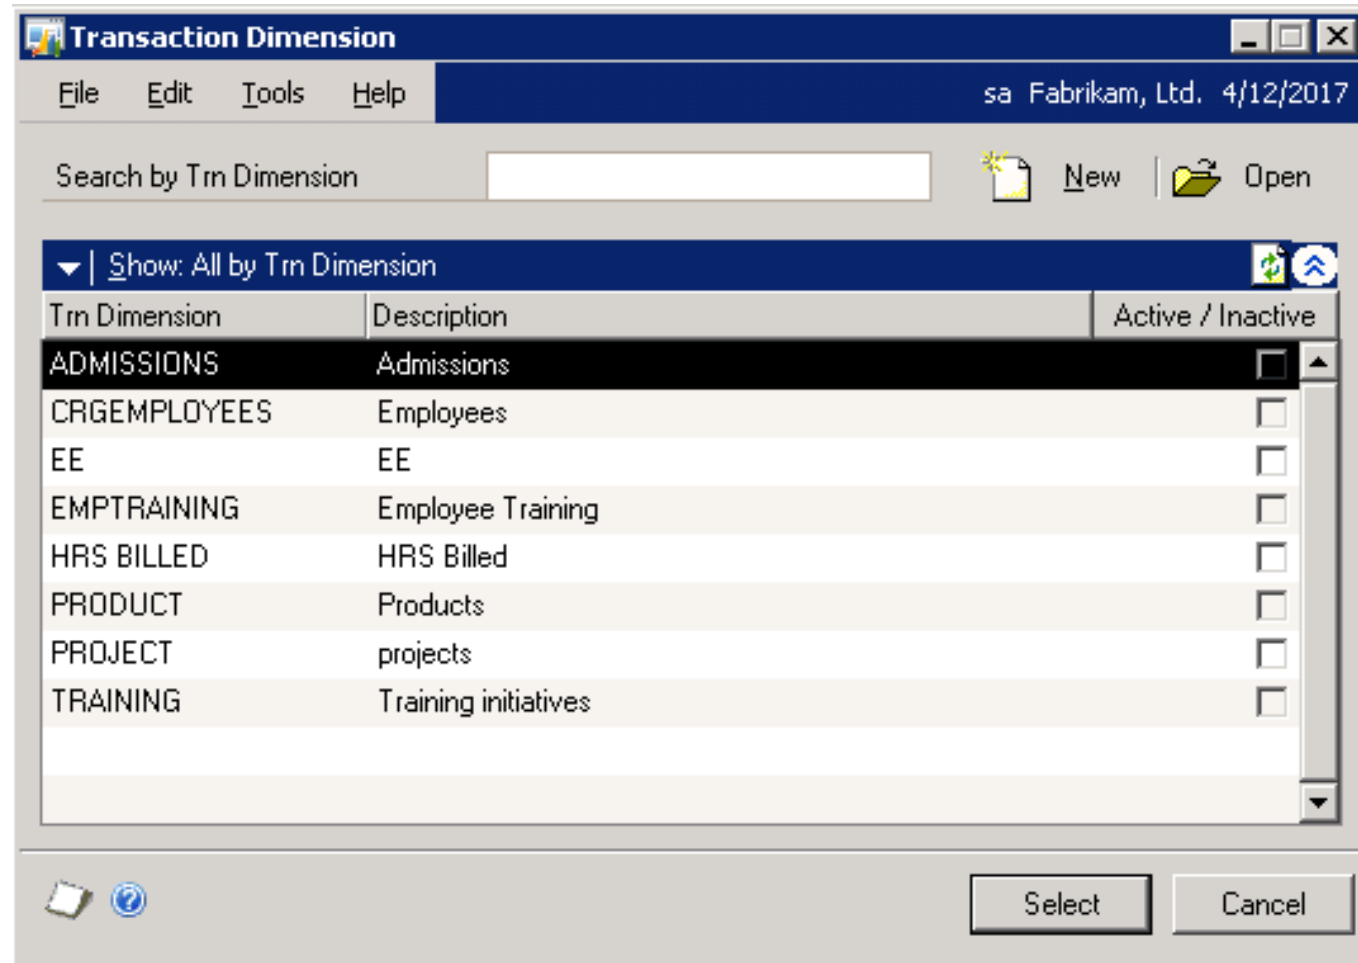 Transaction Dimension
File Edit Tools Help sa Fabrikam, Ltd. 4/12/2017
Search by Trn Dimension New Open
Show: All by Trn Dimension
Trn Dimension Description Active / Inactive
ADMISSIONS Admissions
CRGEMPLOYEES Employees
EE EE
EMPTRAINING Employee Training
HRS BILLED HRS Billed
PRODUCT Products
PROJECT projects
TRAINING Training initiatives
Select Cancel